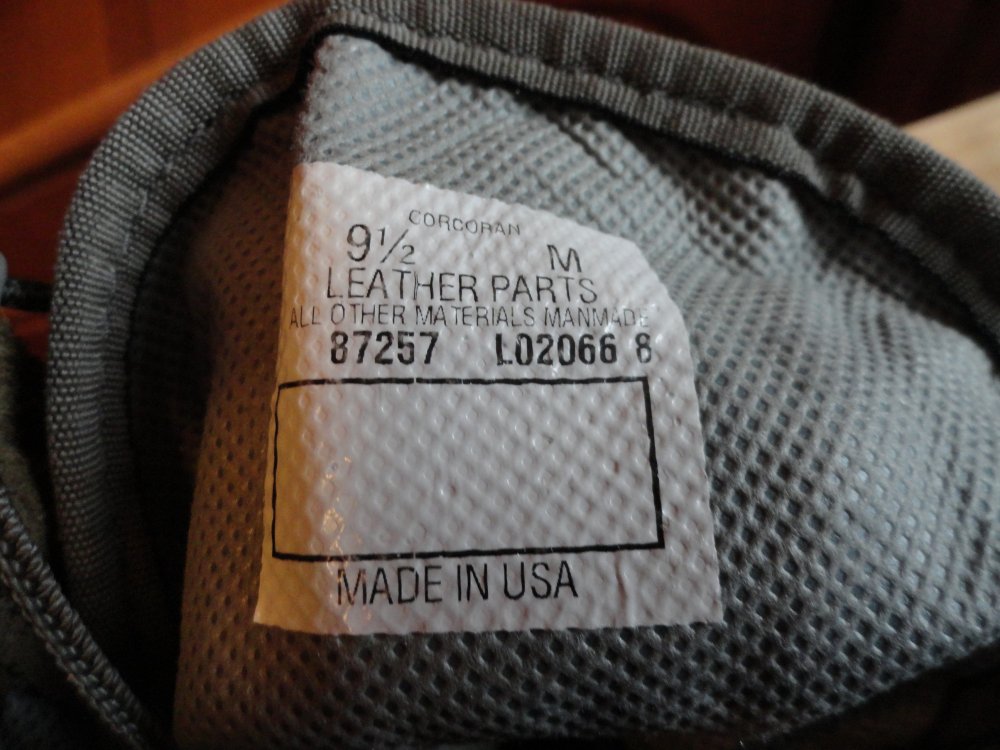 CORCORAN
9½ M
LEATHER PARTS
ALL OTHER MATERIALS MANMADE
87257 L02066 8
MADE IN USA